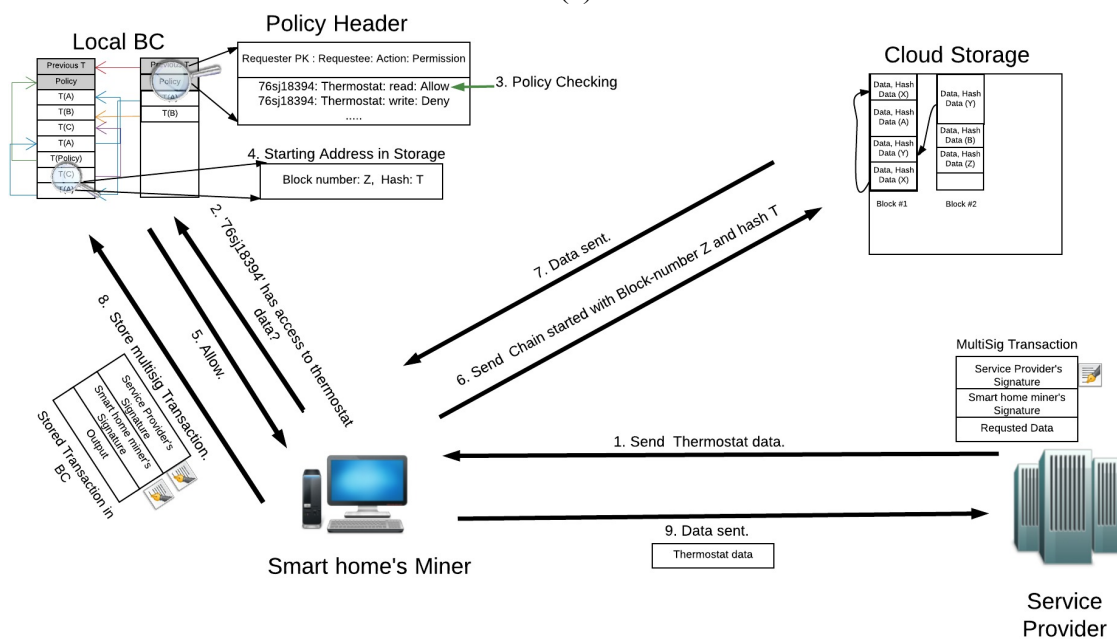 Policy Header
Local BC
Cloud Storage
Previous T
Policy
T(A)
T(B)
T(C)
T(A)
T(Policy)
T(C)
T(A)
Previous T
Policy
T(A)
T(B)
Requester PK : Requestee: Action: Permission
76sj18394: Thermostat: read: Allow
76sj18394: Thermostat: write: Deny
.....
3. Policy Checking
4. Starting Address in Storage
Block number: Z, Hash: T
Data, Hash
Data (X)
Data, Hash
Data (A)
Data, Hash
Data (Y)
Data, Hash
Data (X)
Block #1
Data, Hash
Data (Y)
Data, Hash
Data (B)
Data, Hash
Data (Z)
Block #2
2. '76sj18394' has access to thermostat
data?
5. Allow.
8. Store multisig Transaction.
Service Provider's
Signature
Smart home miner's
Signature
Output
Stored Transaction in
BC
7. Data sent.
6. Send Chain started with Block-number Z and hash T
MultiSig Transaction
Service Provider's
Signature
Smart home miner's
Signature
Requsted Data
1. Send Thermostat data.
9. Data sent.
Thermostat data
Smart home's Miner
Service
Provider